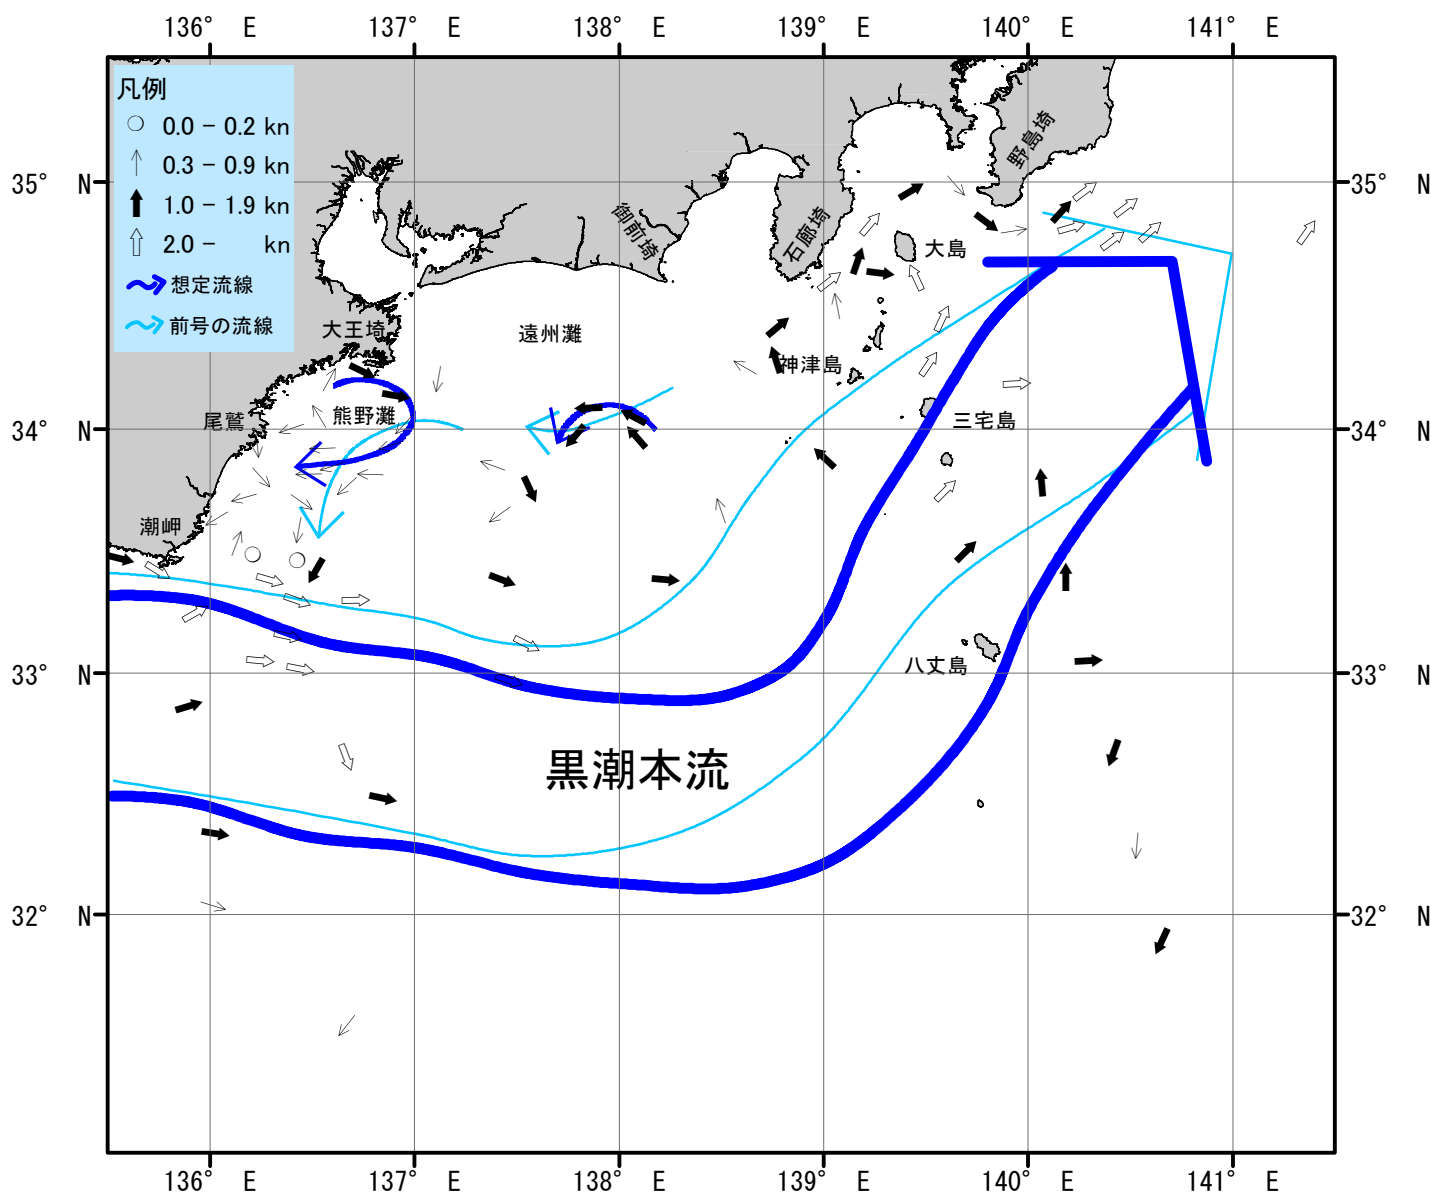 136° E 137° E 138° E 139° E 140° E 141° E
凡例
0.0 - 0.2 kn
0.3 - 0.9 kn
1.0 - 1.9 kn
2.0 - kn
想定流線
前号の流線
野島埼
35° N
35° N
御前埼
石廊埼
大島
大王埼
遠州灘
神津島
尾鷲
熊野灘
三宅島
34° N
34° N
潮岬
八丈島
33° N
33° N
黒潮本流
32° N
32° N
136° E 137° E 138° E 139° E 140° E 141° E